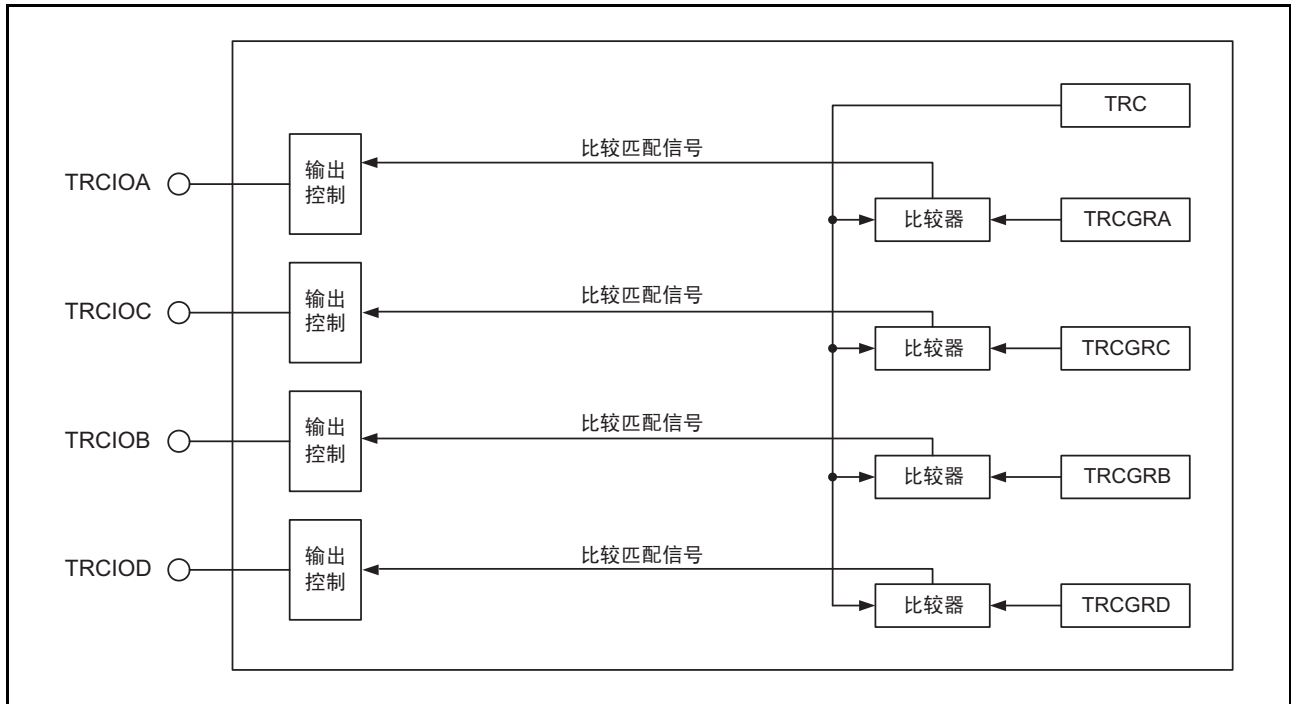 TRC
比较匹配信号
输出
控制
TRCIOA
比较器
TRCGRA
比较匹配信号
输出
控制
TRCIOC
比较器
TRCGRC
比较匹配信号
输出
控制
TRCIOB
比较器
TRCGRB
比较匹配信号
输出
控制
TRCIOD
比较器
TRCGRD